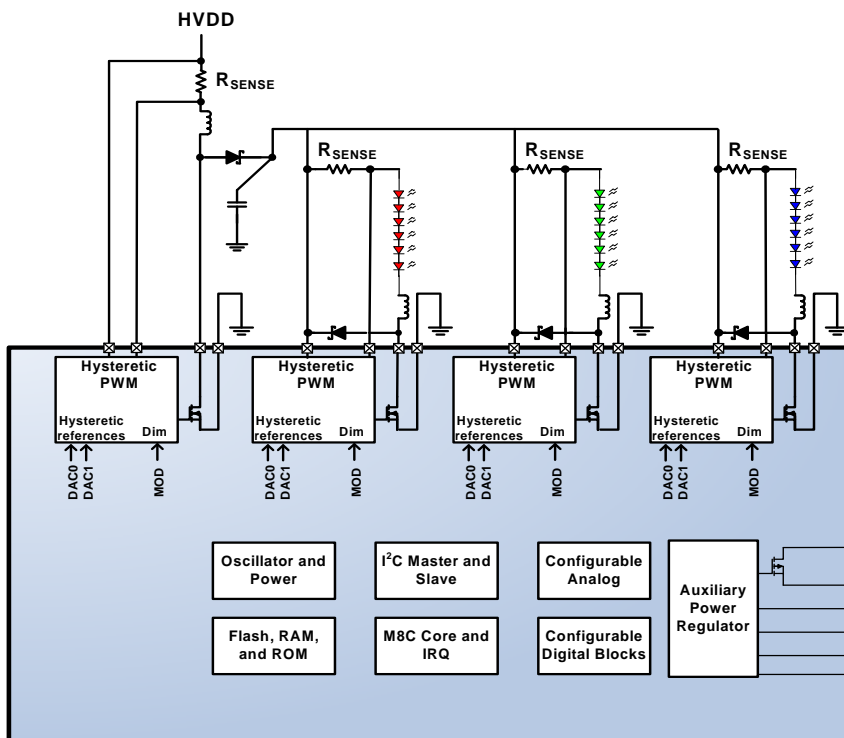 HVDD
RSENSE
RSENSE
RSENSE
RSENSE
Hysteretic
PWM
Hysteretic
references
Dim
DAC0
DAC1
MOD
Hysteretic
PWM
Hysteretic
references
Dim
DAC0
DAC1
MOD
Hysteretic
PWM
Hysteretic
references
Dim
DAC0
DAC1
MOD
Hysteretic
PWM
Hysteretic
references
Dim
DAC0
DAC1
MOD
Oscillator and
Power
I²C Master and
Slave
Configurable
Analog
Auxiliary
Power
Regulator
Flash, RAM,
and ROM
M8C Core and
IRQ
Configurable
Digital Blocks